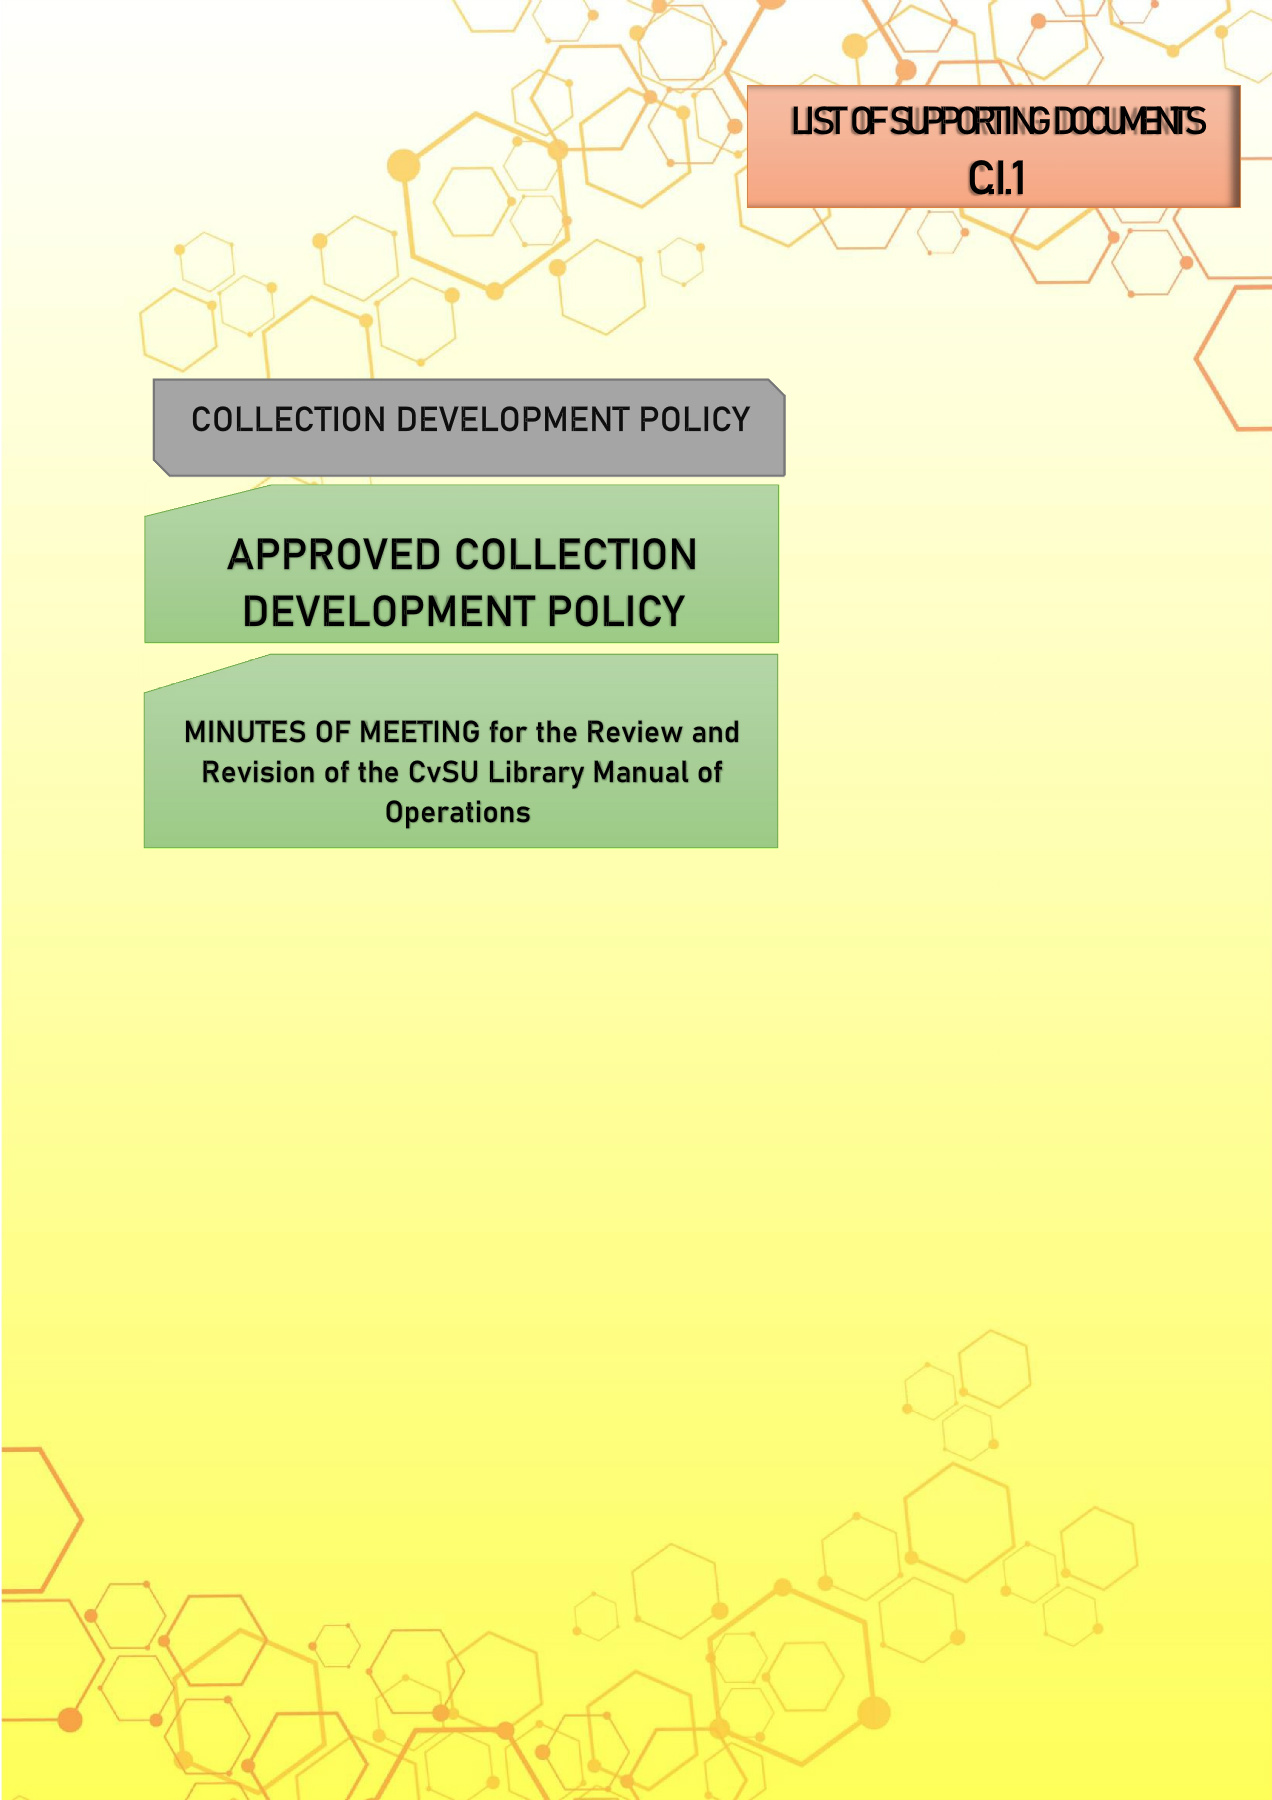 LIST OF SUPPORTING DOCUMENTS
C.I.1
COLLECTION DEVELOPMENT POLICY
APPROVED COLLECTION
DEVELOPMENT POLICY
MINUTES OF MEETING for the Review and
Revision of the CvSU Library Manual of
Operations